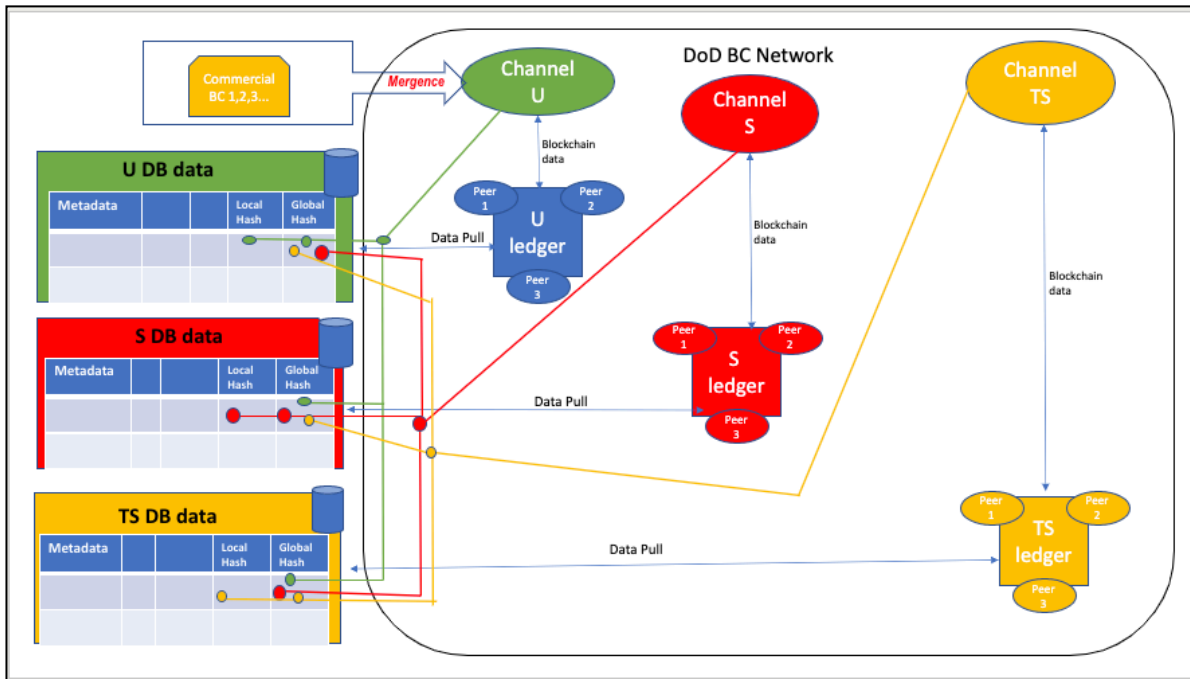 DoD BC Network
Commercial
BC 1,2,3...
Mergence
Channel
U
Channel
S
Channel
TS
Blockchain
data
U DB data
Metadata
Local
Hash
Global
Hash
Data Pull
Peer
1
Peer
2
U
ledger
Peer
3
Blockchain
data
S DB data
Metadata
Local
Hash
Global
Hash
Data Pull
Peer
1
Peer
2
S
ledger
Peer
3
Blockchain
data
TS DB data
Metadata
Local
Hash
Global
Hash
Data Pull
Peer
1
Peer
2
TS
ledger
Peer
3